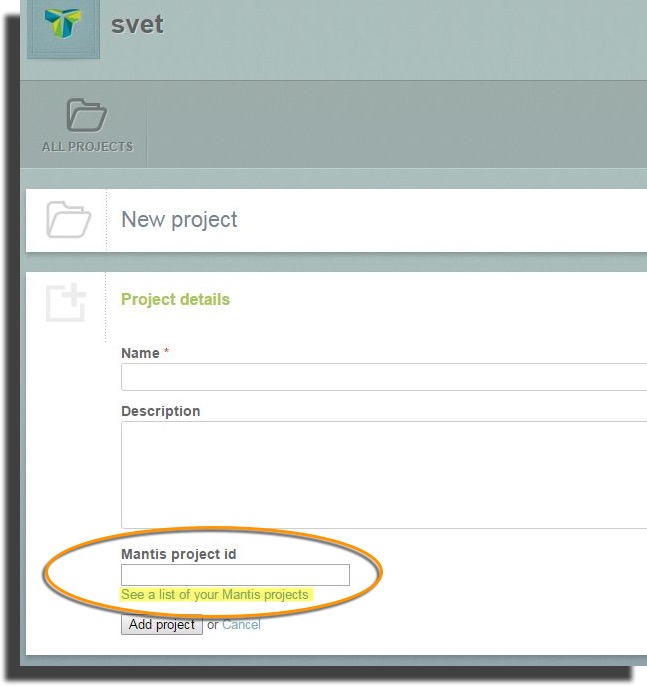 svet
ALL PROJECTS
New project
Project details
Name *
Description
Mantis project id
See a list of your Mantis projects
Add project or Cancel